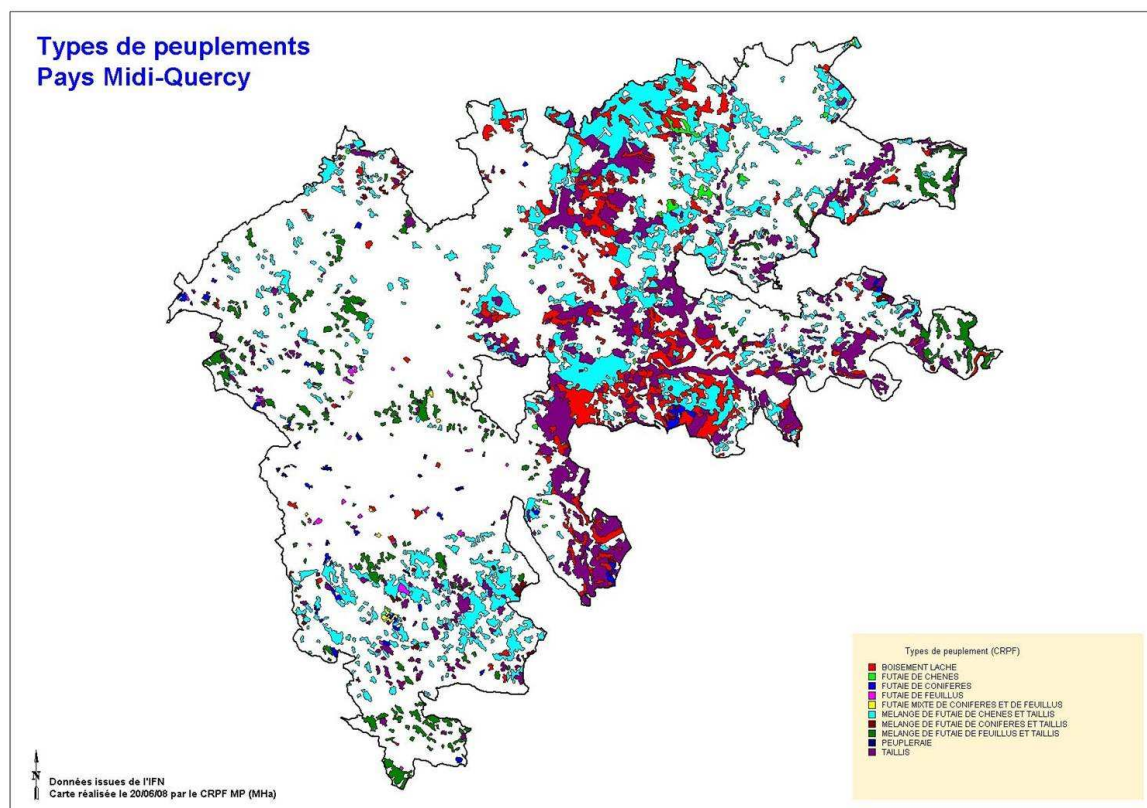 Types de peuplements
Pays Midi-Quercy
Types de peuplement (CRPF)
BOISEMENT LACHE
FUTAIE DE CHENES
FUTAIE DE CONIFERES
FUTAIE DE FEUILLUS
FUTAIE MIXTE DE CONIFERES ET DE FEUILLUS
MELANGE DE FUTAIE DE CHENES ET TAILLIS
MELANGE DE FUTAIE DE CONIFERES ET TAILLIS
MELANGE DE FUTAIE DE FEUILLUS ET TAILLIS
PEUPLERAIE
TAILLIS
N
Données issues de l'IFN
Carte réalisée le 20/06/08 par le CRPF MP (MHa)